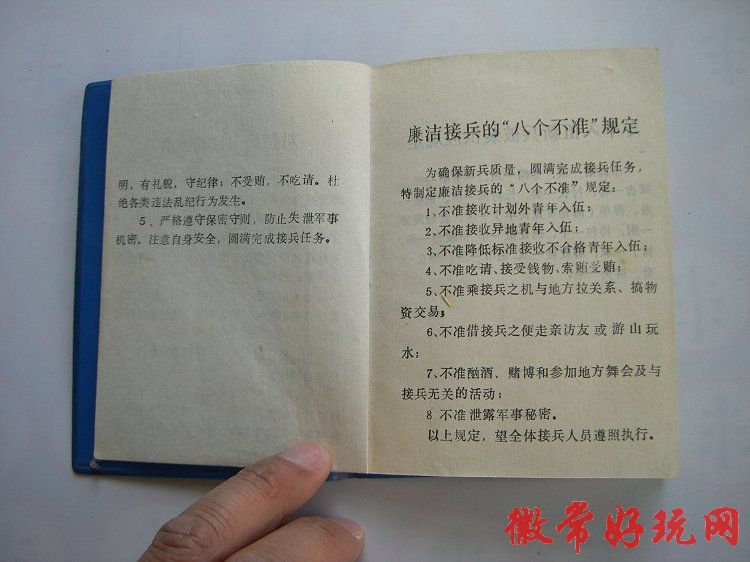 明，有礼貌，守纪律；不受贿，不吃请。杜
绝各类违法乱纪行为发生。
5、严格遵守保密守则，防止失泄军事
机密，注意自身安全，圆满完成接兵任务。
廉洁接兵的“八个不准”规定
为确保新兵质量，圆满完成接兵任务，
特制定廉洁接兵的“八个不准”规定：
1、不准接收计划外青年入伍；
2、不准接收异地青年入伍；
3、不准降低标准接收不合格青年入伍；
4、不准吃请、接受钱物、索贿受贿；
5、不准乘接兵之机与地方拉关系、搞物
资交易；
6、不准借接兵之便走亲访友或游山玩
水；
7、不准酗酒、赌博和参加地方舞会及与
接兵无关的活动；
8 不准泄露军事秘密。
以上规定，望全体接兵人员遵照执行。
徽常好玩网